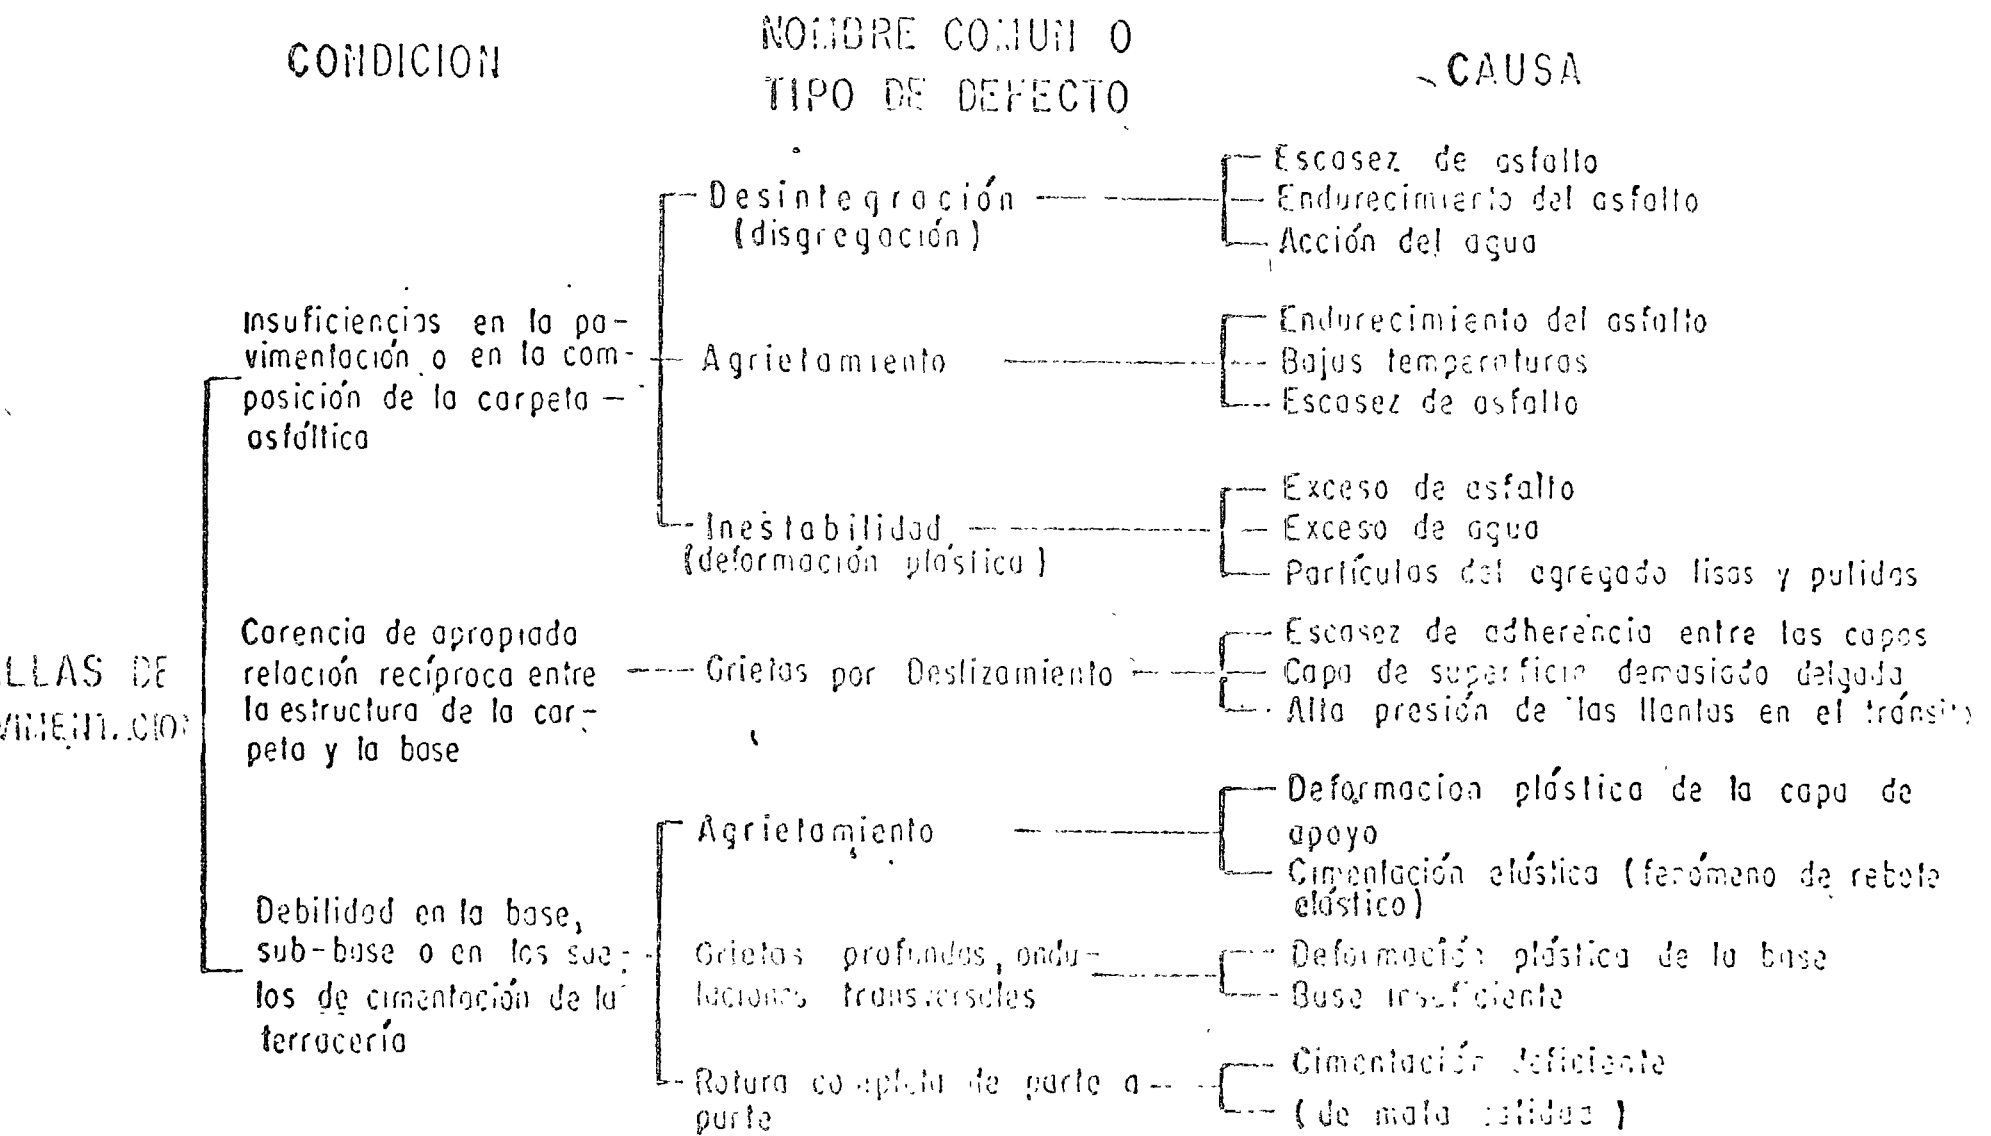 CONDICION
NOMBRE COMUN O
TIPO DE DEFECTO
CAUSA
LLAS DE
Insuficiencias en la pa-
vimentación o en la com-
posición de la carpeta -
asfáltica
Desintegración
(disgregación)
Escasez de asfalto
Endurecimiento del asfalto
Acción del agua
Agrietamiento
Endurecimiento del asfalto
Bajas temperaturas
Escasez de asfalto
Inestabilidad
(deformación plástica)
Exceso de asfalto
Exceso de agua
Partículas del agregado lisas y pulidas
Carencia de apropiada
relación recíproca entre
la estructura de la car-
peta y la base
Grietas por Deslizamiento
Escasez de adherencia entre las capas
Capa de superficie demasiado delgada
Alta presión de las llantas en el tránsito
Debilidad en la base,
sub-base o en los sue-
los de cimentación de la
terracería
Agrietamiento
Deformacion plástica de la capa de
apoyo
Cimentación elástica (fenómeno de rebote
elástico)
Grietas profundas, ondu-
laciones transversales
Deformación plástica de la base
Base insuficiente
Rotura completa de parte a
parte
Cimentación deficiente
(de mala calidad)